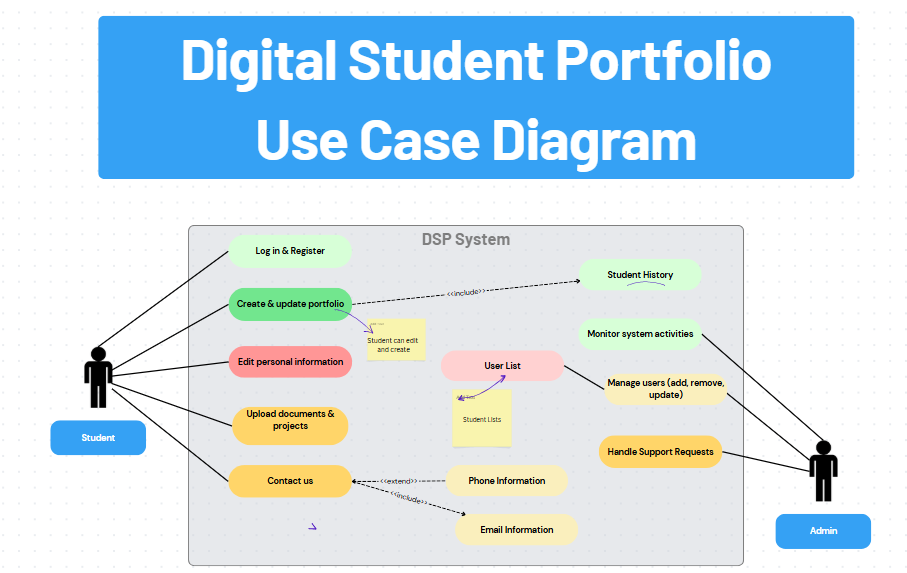 Digital Student Portfolio
Use Case Diagram
DSP System
Log in & Register
Student History
Create & update portfolio
<<include>>
Student can edit
and create
Monitor system activities
Edit personal information
User List
Manage users (add, remove,
update)
Student Lists
Upload documents &
projects
Student
Handle Support Requests
Contact us
<<extend>>
Phone Information
<<include>>
Email Information
Admin